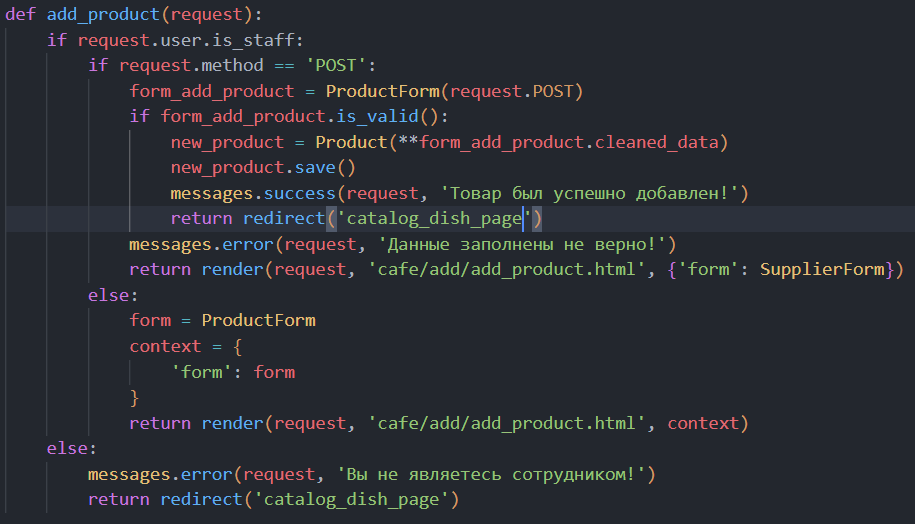 def add_product(request):
    if request.user.is_staff:
        if request.method == 'POST':
            form_add_product = ProductForm(request.POST)
            if form_add_product.is_valid():
                new_product = Product(**form_add_product.cleaned_data)
                new_product.save()
                messages.success(request, 'Товар был успешно добавлен!')
                return redirect('catalog_dish_page')
            messages.error(request, 'Данные заполнены не верно!')
            return render(request, 'cafe/add/add_product.html', {'form': SupplierForm})
        else:
            form = ProductForm
            context = {
                'form': form
            }
            return render(request, 'cafe/add/add_product.html', context)
    else:
        messages.error(request, 'Вы не являетесь сотрудником!')
        return redirect('catalog_dish_page')